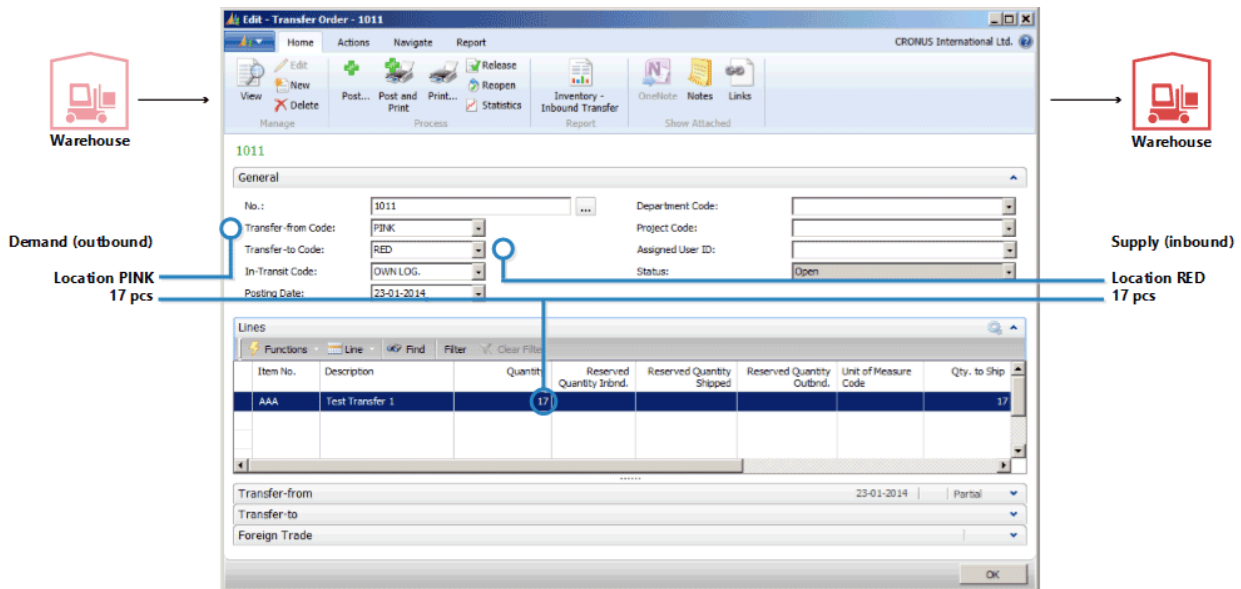 Edit - Transfer Order - 1011
Home Actions Navigate Report CRONUS International Ltd.
View
Edit
New
Delete
Manage
Post...
Post and Print
Print...
Release
Reopen
Statistics
Process
Inventory - Inbound Transfer
Report
OneNote Notes Links
Show Attached
Warehouse
Warehouse
1011
General
No.: 1011 ... Department Code:
Transfer-from Code: PINK Project Code:
Transfer-to Code: RED Assigned User ID:
In-Transit Code: OWN LOG. Status: Open
Posting Date: 23-01-2014
Demand (outbound)
Location PINK
17 pcs
Supply (inbound)
Location RED
17 pcs
Lines
Functions Line Find Filter Clear Filter
Item No. Description Quantity Reserved Quantity Inbnd. Reserved Quantity Shipped Reserved Quantity Outbnd. Unit of Measure Code Qty. to Ship
AAA Test Transfer 1 17 17
Transfer-from 23-01-2014 Partial
Transfer-to
Foreign Trade
OK